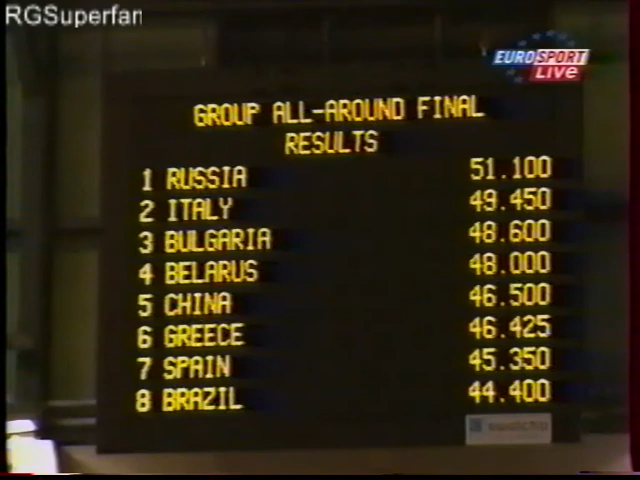 RGSuperfan
EUROSPORT
Live
GROUP ALL-AROUND FINAL
RESULTS
1 RUSSIA 51.100
2 ITALY 49.450
3 BULGARIA 48.600
4 BELARUS 48.000
5 CHINA 46.500
6 GREECE 46.425
7 SPAIN 45.350
8 BRAZIL 44.400